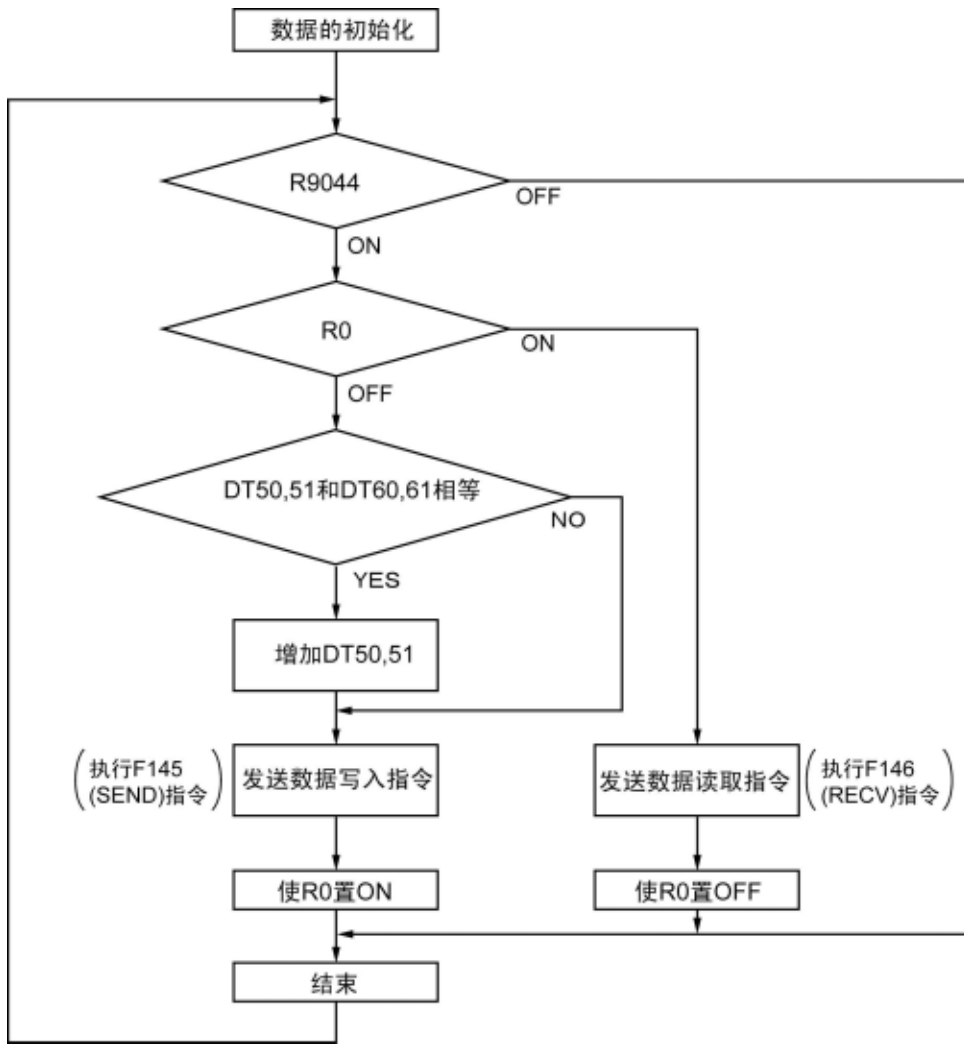 数据的初始化
R9044
OFF
ON
R0
ON
OFF
DT50,51和DT60,61相等
NO
YES
增加DT50,51
(执行F145
(SEND)指令)
发送数据写入指令
发送数据读取指令
(执行F146
(RECV)指令)
使R0置ON
使R0置OFF
结束